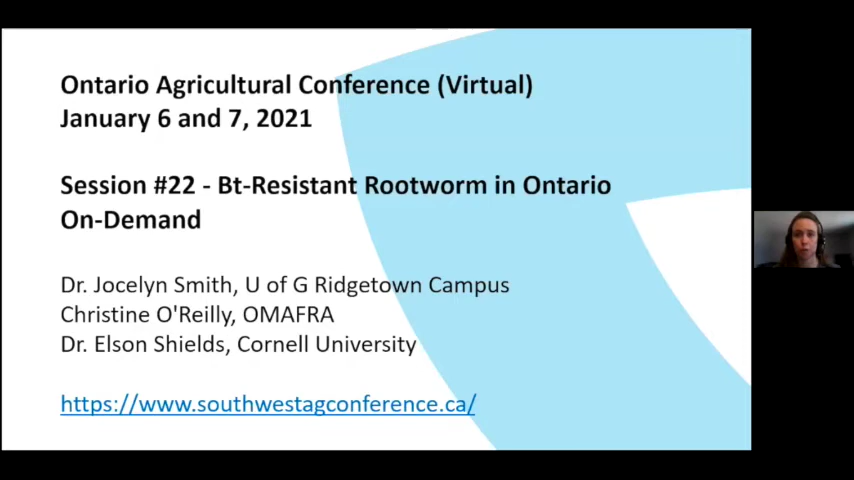 Ontario Agricultural Conference (Virtual)
January 6 and 7, 2021
Session #22 - Bt-Resistant Rootworm in Ontario
On-Demand
Dr. Jocelyn Smith, U of G Ridgetown Campus
Christine O'Reilly, OMAFRA
Dr. Elson Shields, Cornell University
https://www.southwestagconference.ca/